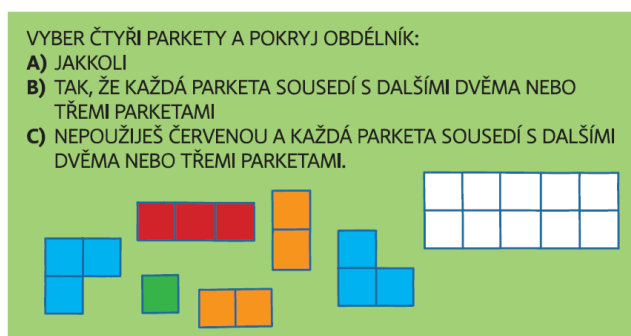 VYBER ČTYŘI PARKETY A POKRYJ OBDÉLNÍK:
A) JAKKOLI
B) TAK, ŽE KAŽDÁ PARKETA SOUSEDÍ S DALŠÍMI DVĚMA NEBO
TŘEMI PARKETAMI
C) NEPOUŽIJEŠ ČERVENOU A KAŽDÁ PARKETA SOUSEDÍ S DALŠÍMI
DVĚMA NEBO TŘEMI PARKETAMI.